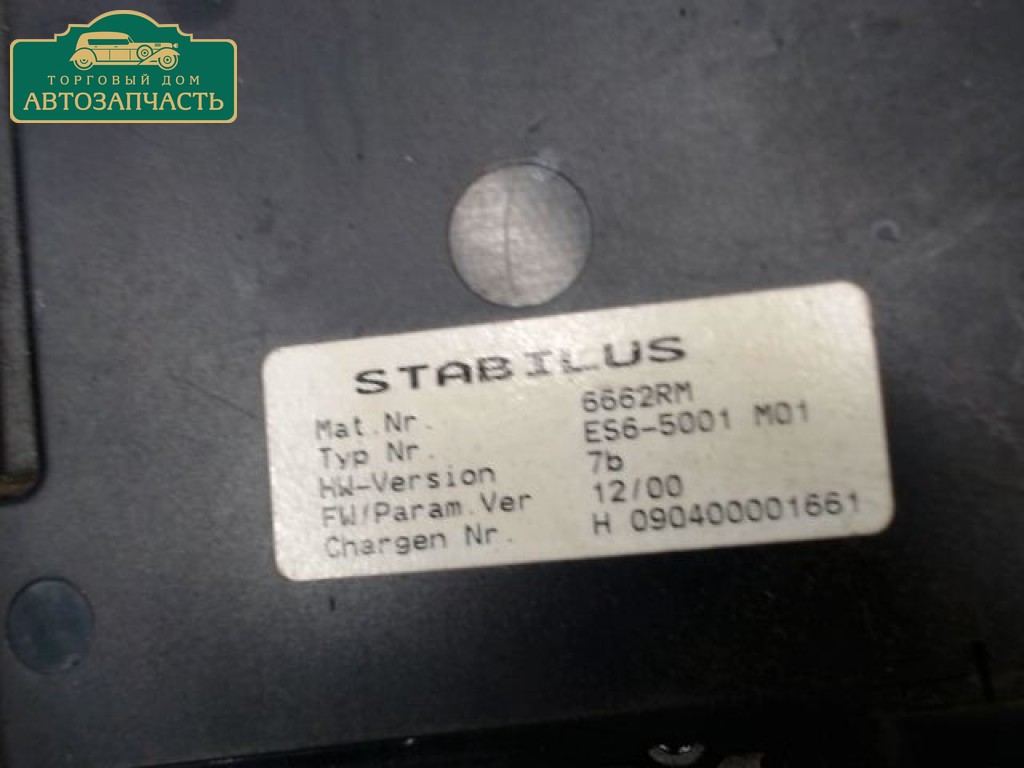 ТОРГОВЫЙ ДОМ
АВТОЗАПЧАСТЬ
STABILUS
Mat.Nr. 6662RM
Typ Nr. ES6-5001 M01
HW-Version 7b
FW/Param.Ver 12/00
Chargen Nr. H 090400001661